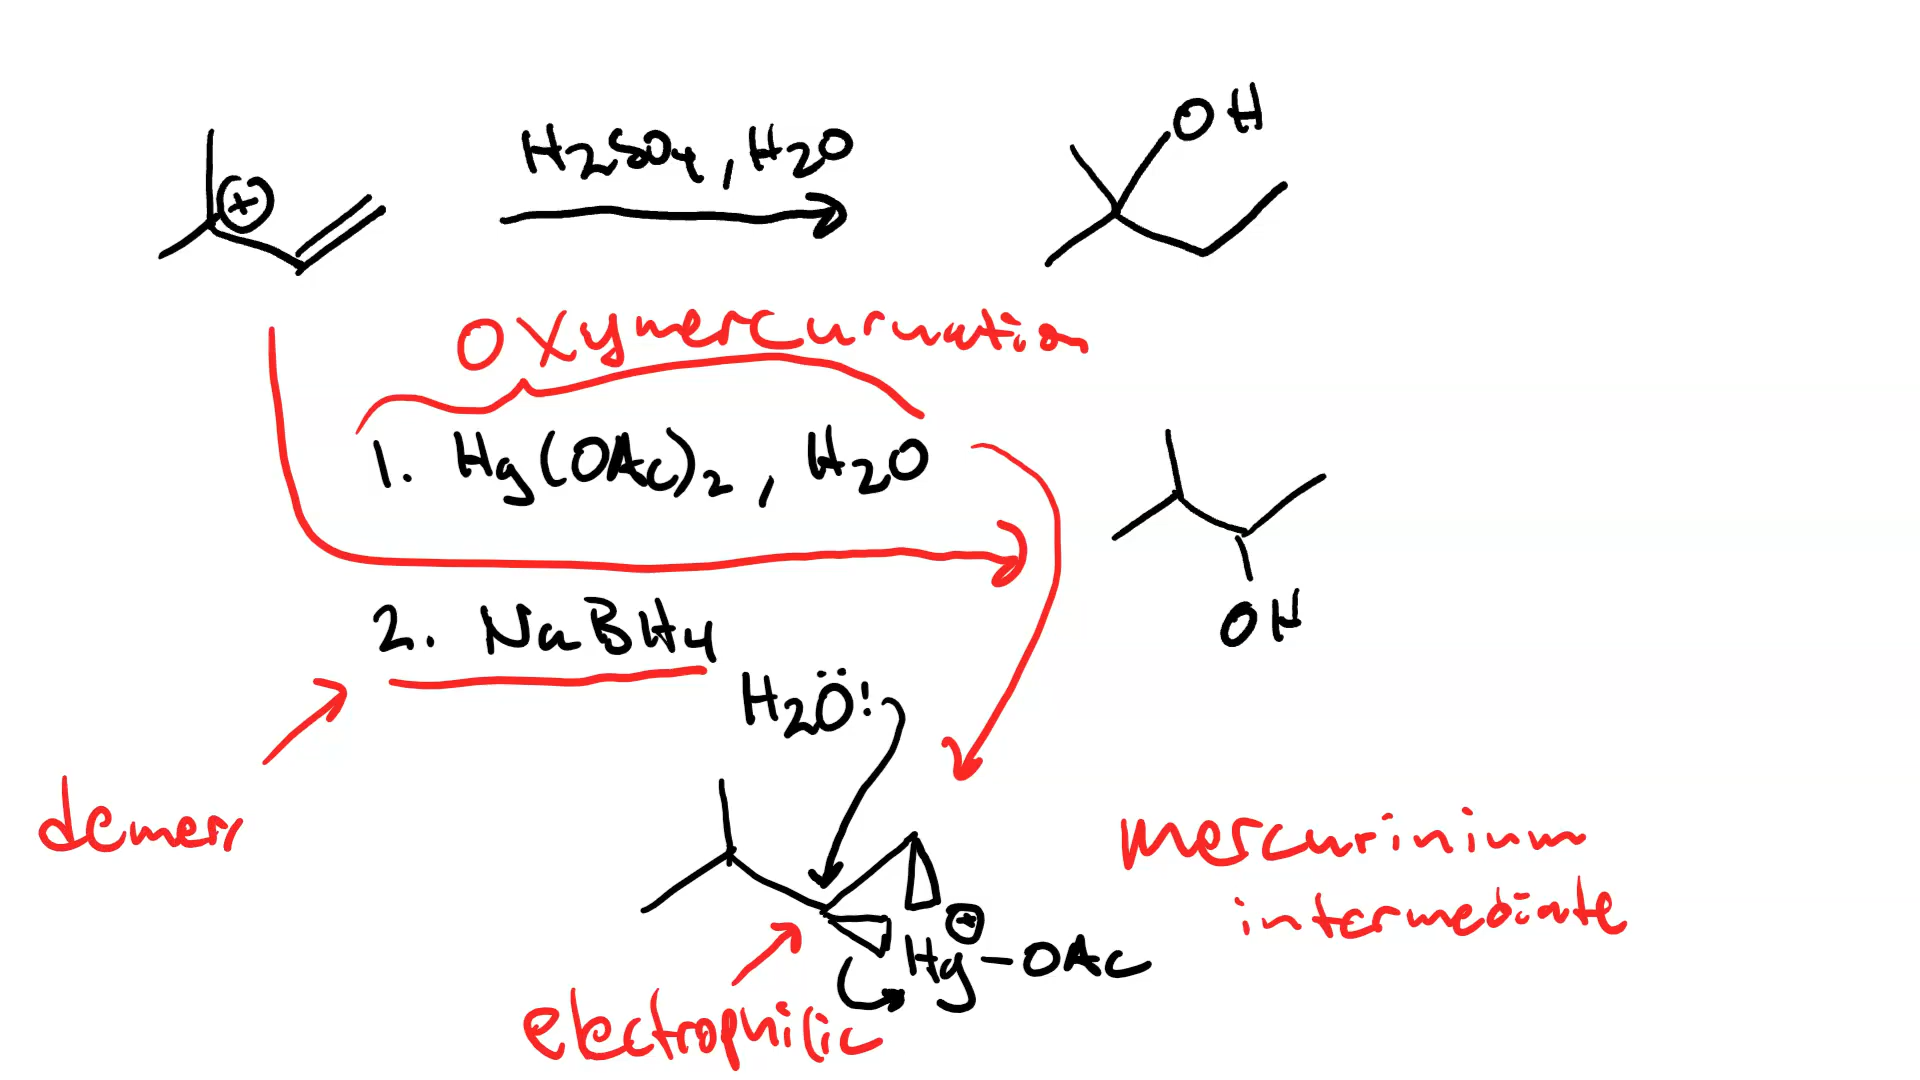 H2SO4, H2O
OH
⊕
oxymercuration
1. Hg(OAc)2, H2O
2. NaBH4
OH
H2Ö:
demerc
mercurinium
intermediate
⊕
Hg-OAc
electrophilic